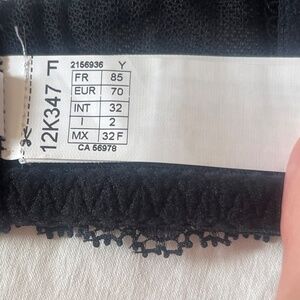 12K347 F
2156936 Y
FR 85
EUR 70
INT 32
I 2
MX 32 F
CA 56978